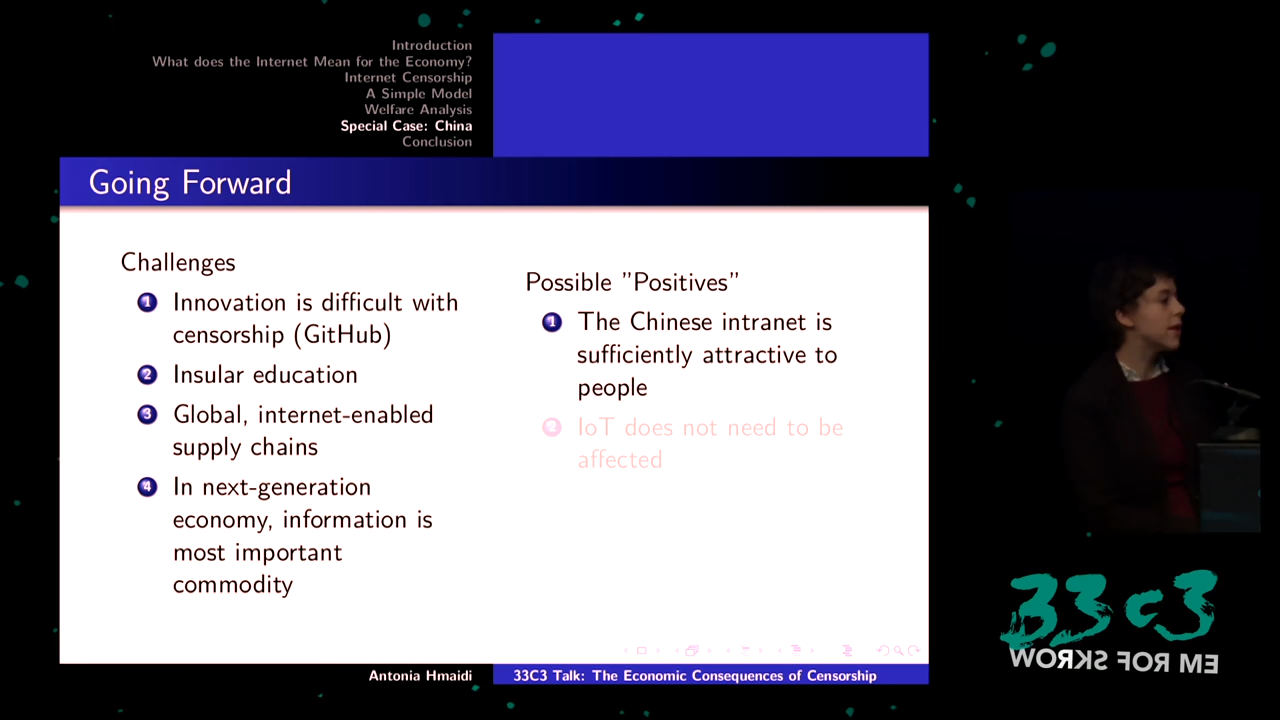 Introduction
What does the Internet Mean for the Economy?
Internet Censorship
A Simple Model
Welfare Analysis
Special Case: China
Conclusion
Going Forward
Challenges
1 Innovation is difficult with
censorship (GitHub)
2 Insular education
3 Global, internet-enabled
supply chains
4 In next-generation
economy, information is
most important
commodity
Possible "Positives"
1 The Chinese intranet is
sufficiently attractive to
people
2 IoT does not need to be
affected
Antonia Hmaidi
33C3 Talk: The Economic Consequences of Censorship
33C3
WORKS FOR ME